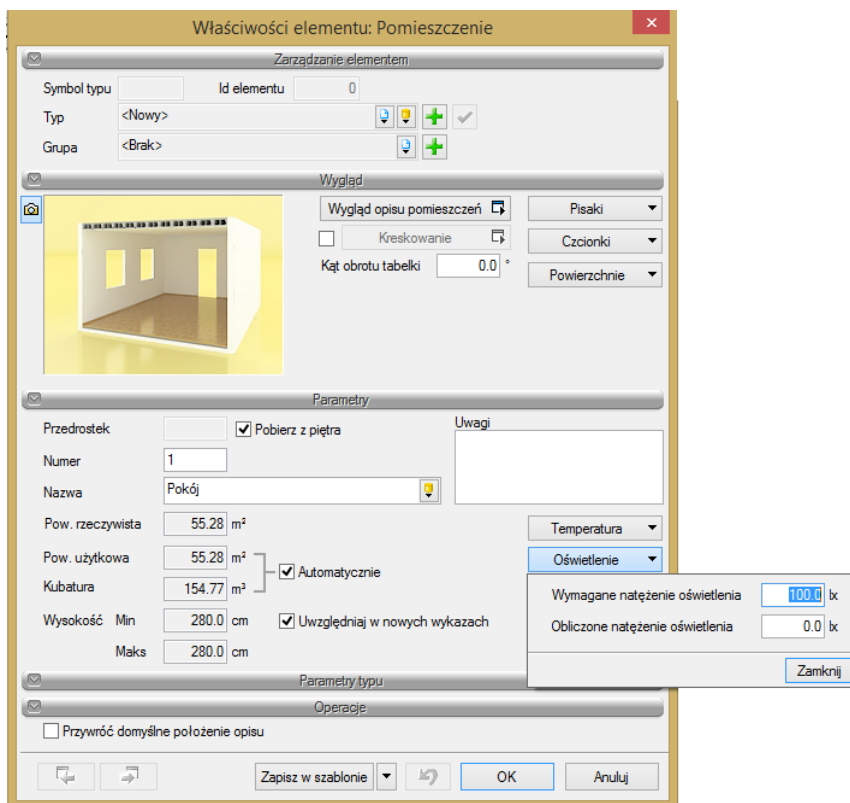 Właściwości elementu: Pomieszczenie
Zarządzanie elementem
Symbol typu Id elementu 0
Typ <Nowy>
Grupa <Brak>
Wygląd
Wygląd opisu pomieszczeń Pisaki
Kreskowanie Czcionki
Kąt obrotu tabelki 0.0 ° Powierzchnie
Parametry
Przedrostek Pobierz z piętra Uwagi
Numer 1
Nazwa Pokój
Pow. rzeczywista 55.28 m² Temperatura
Pow. użytkowa 55.28 m² Oświetlenie
Automatycznie
Kubatura 154.77 m³
Wymagane natężenie oświetlenia 100.0 lx
Wysokość Min 280.0 cm Uwzględniaj w nowych wykazach
Obliczone natężenie oświetlenia 0.0 lx
Maks 280.0 cm
Zamknij
Parametry typu
Operacje
Przywróć domyślne położenie opisu
Zapisz w szablonie OK Anuluj